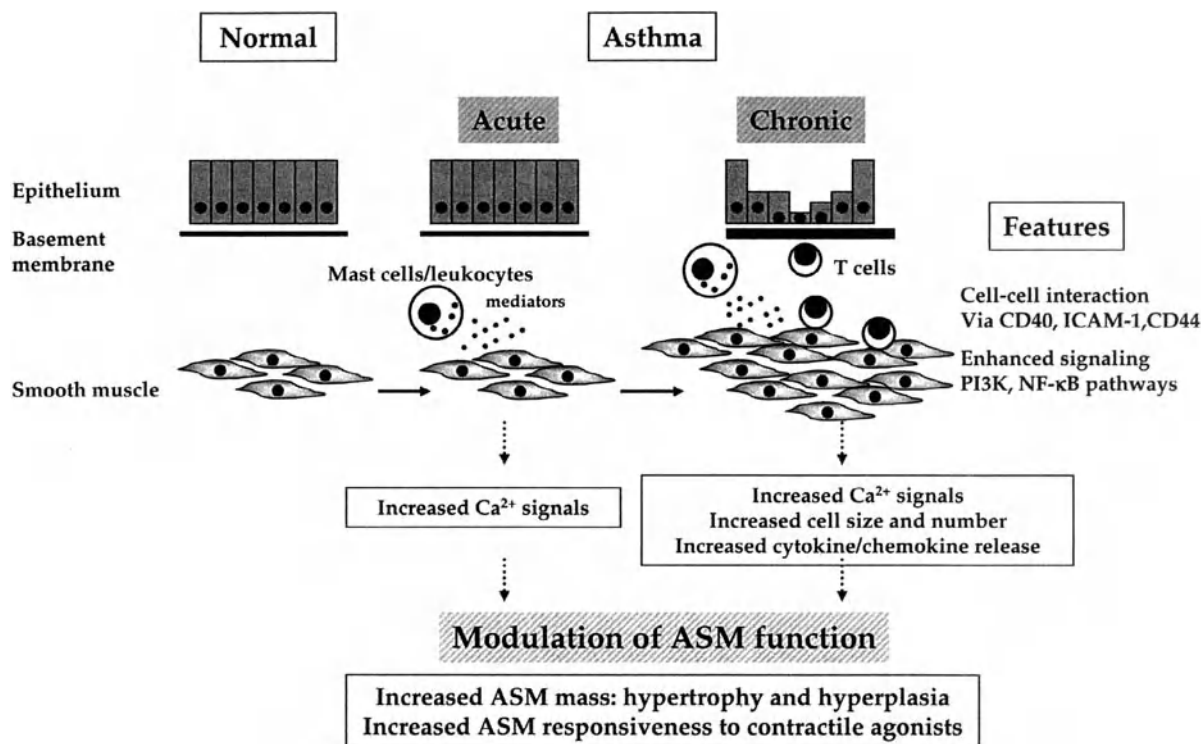 Normal
Asthma
Acute
Chronic
Epithelium
Basement
membrane
Mast cells/leukocytes
mediators
T cells
Features
Cell-cell interaction
Via CD40, ICAM-1,CD44
Enhanced signaling
PI3K, NF-κB pathways
Smooth muscle
Increased Ca²⁺ signals
Increased Ca²⁺ signals
Increased cell size and number
Increased cytokine/chemokine release
Modulation of ASM function
Increased ASM mass: hypertrophy and hyperplasia
Increased ASM responsiveness to contractile agonists